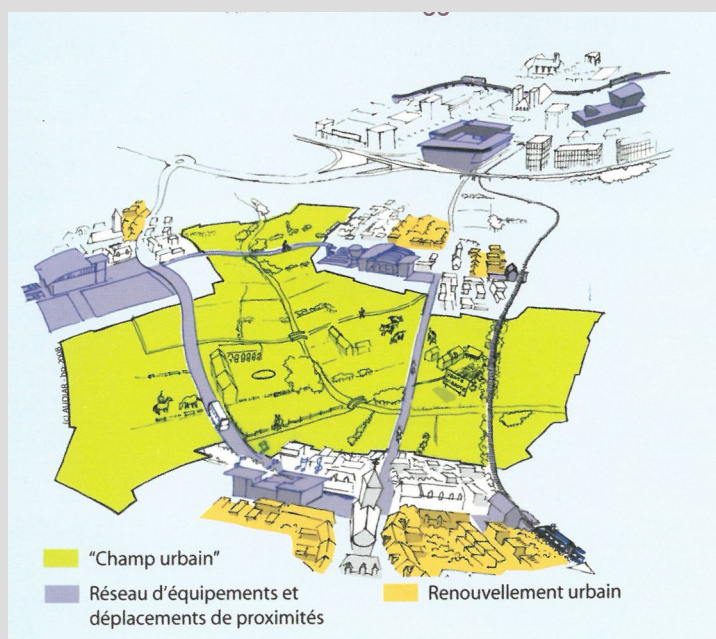 “Champ urbain”
Réseau d’équipements et
déplacements de proximités
Renouvellement urbain